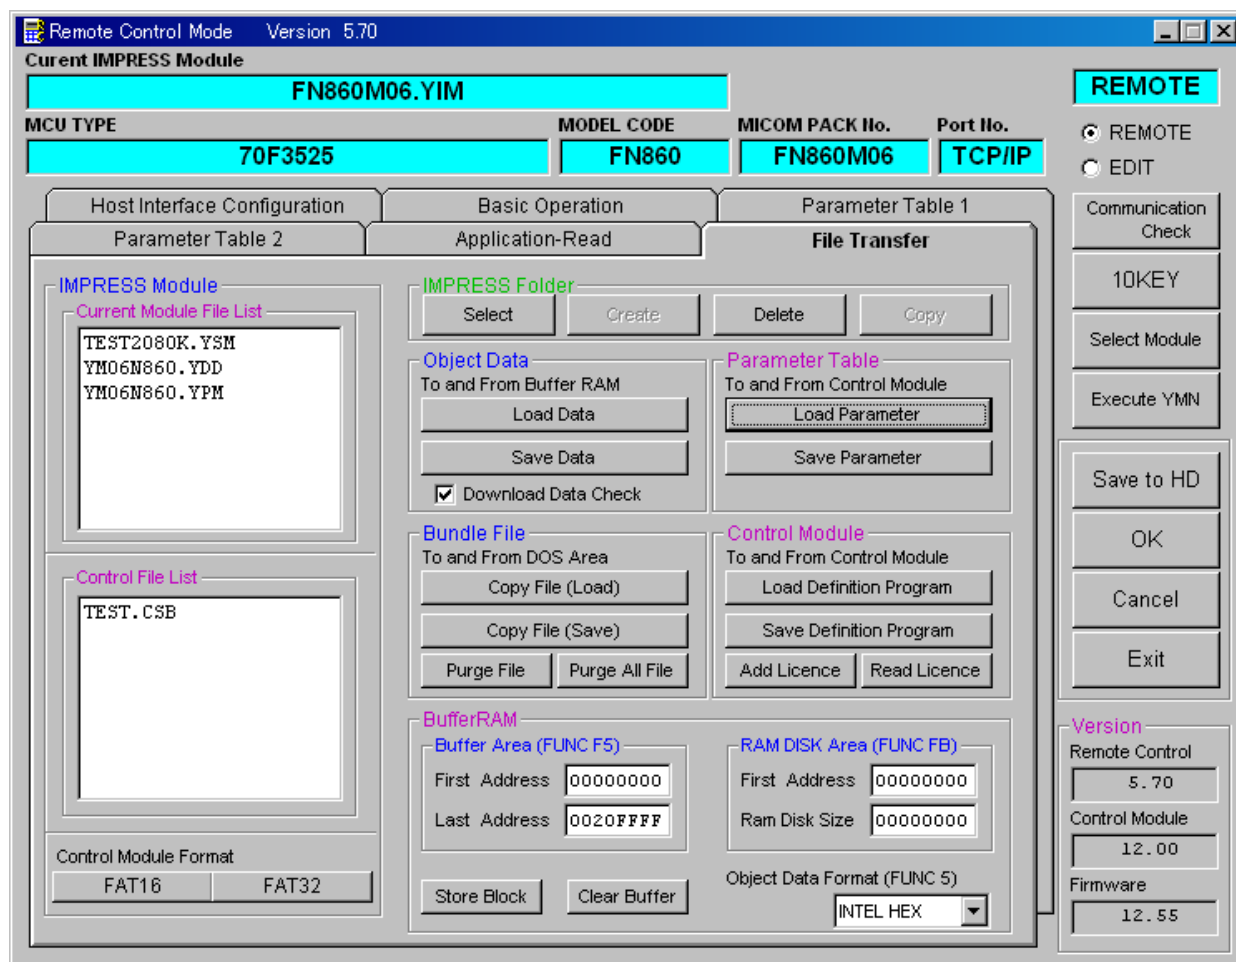 Remote Control Mode Version 5.70
Curent IMPRESS Module
FN860M06.YIM
REMOTE
MCU TYPE
MODEL CODE
MICOM PACK No.
Port No.
70F3525
FN860
FN860M06
TCP/IP
REMOTE
EDIT
Host Interface Configuration
Basic Operation
Parameter Table 1
Parameter Table 2
Application-Read
File Transfer
IMPRESS Module
Current Module File List
TEST2080K.YSM
YM06N860.YDD
YM06N860.YPM
Control File List
TEST.CSB
Control Module Format
FAT16
FAT32
IMPRESS Folder
Select
Create
Delete
Copy
Object Data
To and From Buffer RAM
Load Data
Save Data
Download Data Check
Parameter Table
To and From Control Module
Load Parameter
Save Parameter
Bundle File
To and From DOS Area
Copy File (Load)
Copy File (Save)
Purge File
Purge All File
Control Module
To and From Control Module
Load Definition Program
Save Definition Program
Add Licence
Read Licence
BufferRAM
Buffer Area (FUNC F5)
First Address 00000000
Last Address 0020FFFF
RAM DISK Area (FUNC FB)
First Address 00000000
Ram Disk Size 00000000
Store Block
Clear Buffer
Object Data Format (FUNC 5)
INTEL HEX
Communication
Check
10KEY
Select Module
Execute YMN
Save to HD
OK
Cancel
Exit
Version
Remote Control
5.70
Control Module
12.00
Firmware
12.55